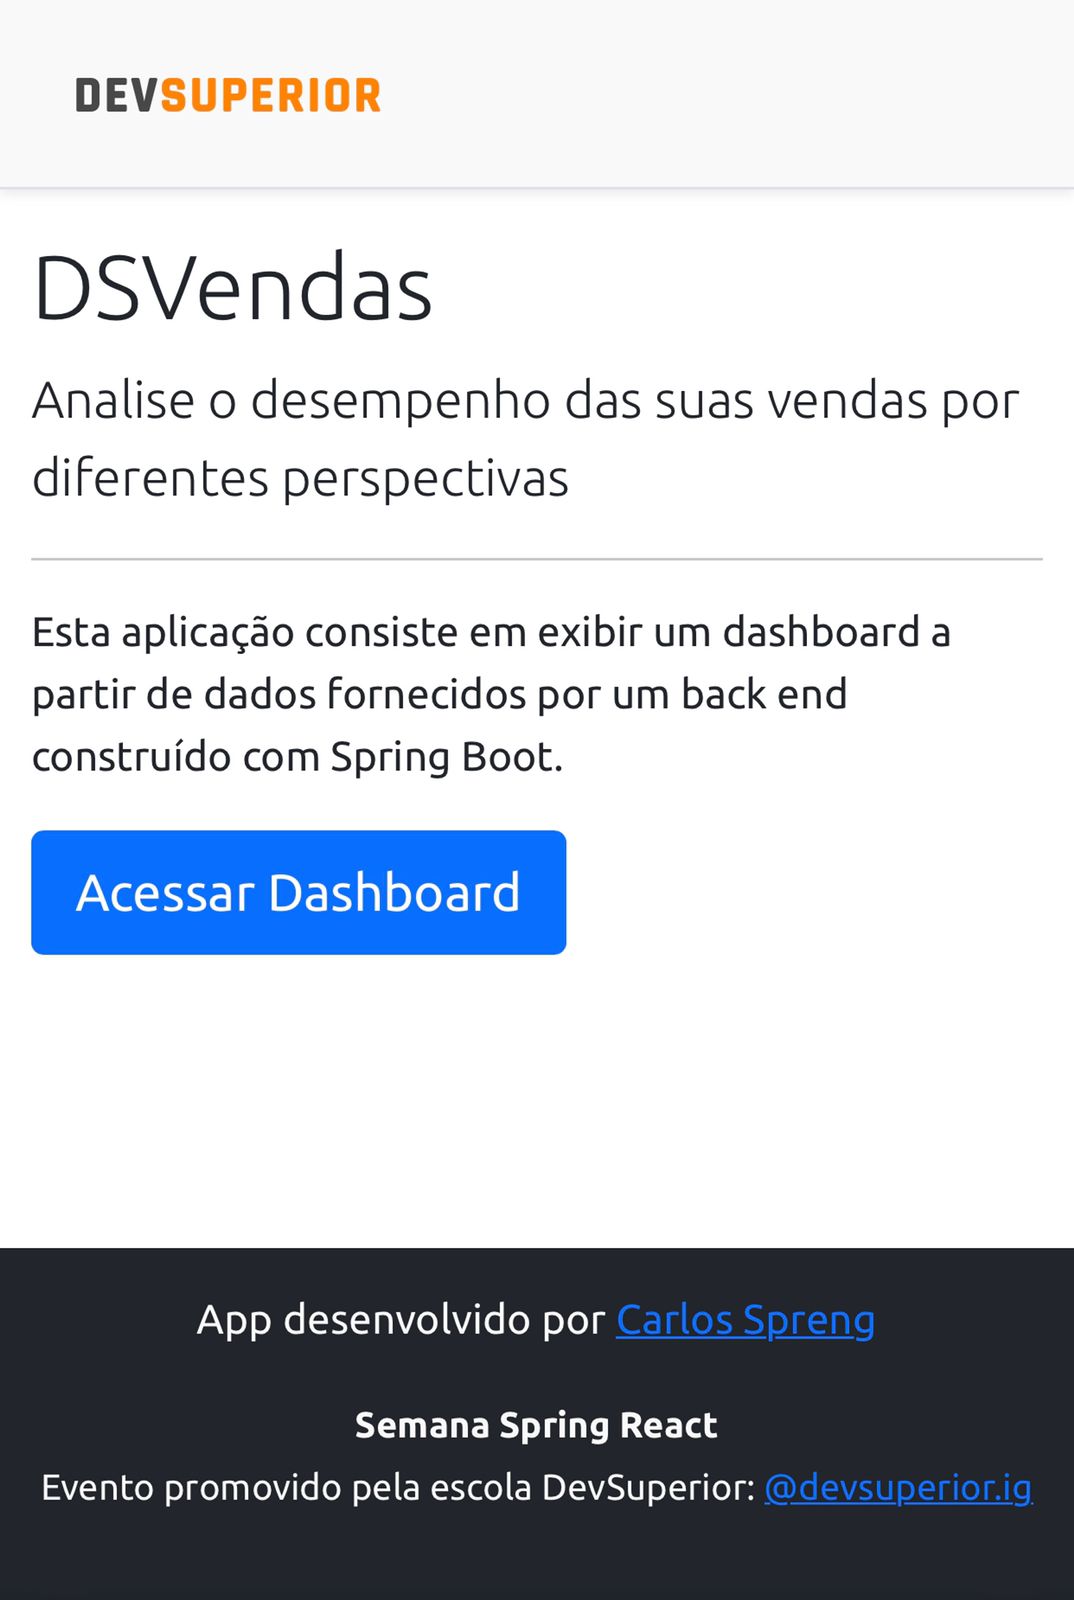 DEVSUPERIOR
DSVendas
Analise o desempenho das suas vendas por
diferentes perspectivas
Esta aplicação consiste em exibir um dashboard a
partir de dados fornecidos por um back end
construído com Spring Boot.
Acessar Dashboard
App desenvolvido por Carlos Spreng
Semana Spring React
Evento promovido pela escola DevSuperior: @devsuperior.ig